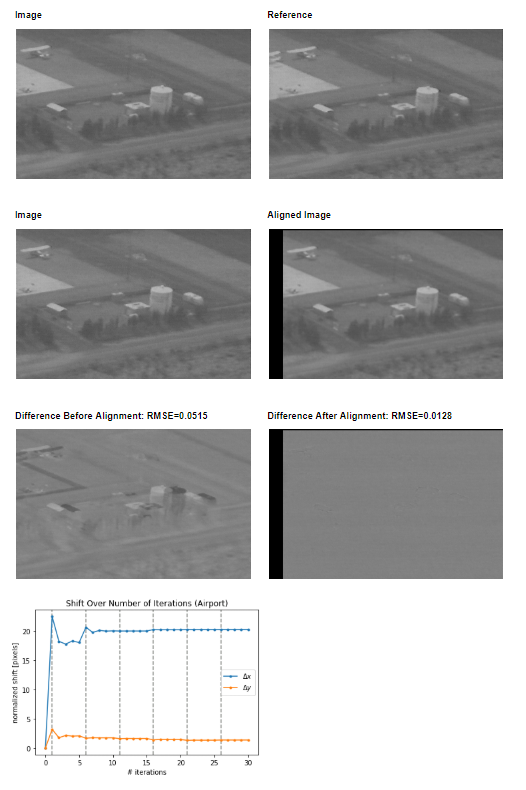 Image
Reference
Image
Aligned Image
Difference Before Alignment: RMSE=0.0515
Difference After Alignment: RMSE=0.0128
Shift Over Number of Iterations (Airport)
normalized shift [pixels]
20
15
10
5
0
Δx
Δy
0 5 10 15 20 25 30
# iterations